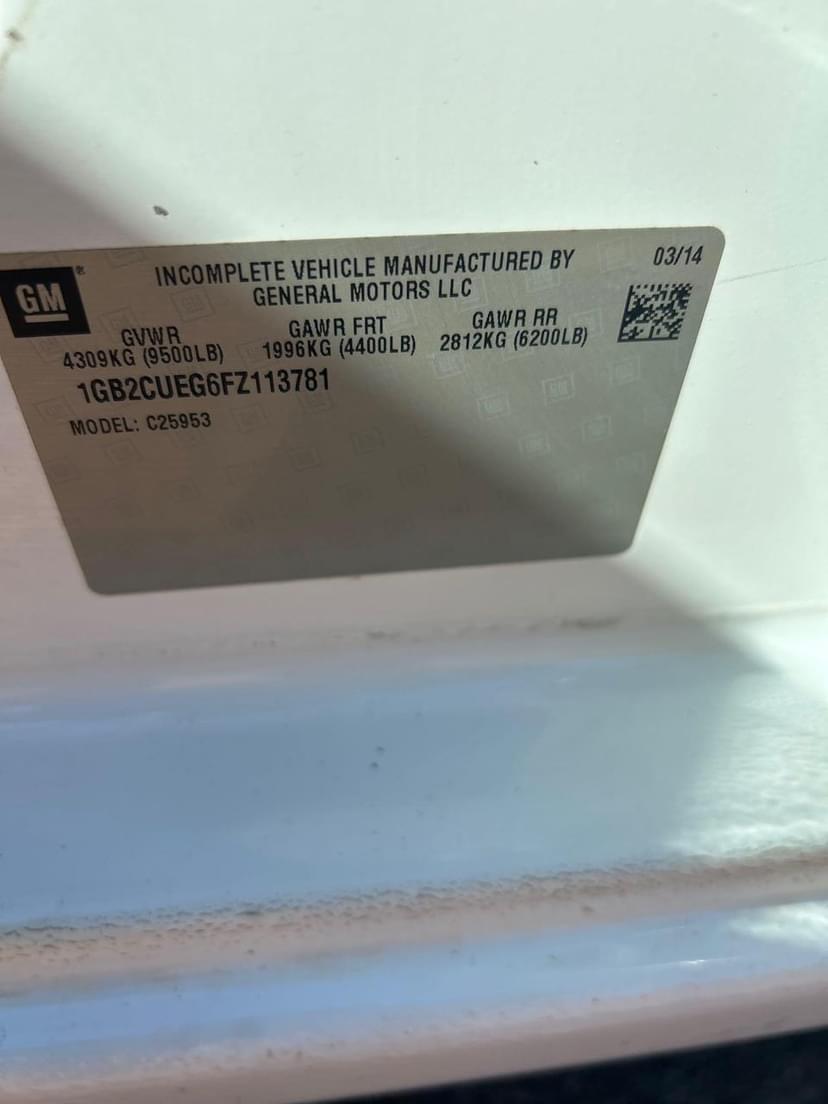 03/14
GM®
INCOMPLETE VEHICLE MANUFACTURED BY
GENERAL MOTORS LLC
GVWR GAWR FRT GAWR RR
4309KG (9500LB) 1996KG (4400LB) 2812KG (6200LB)
1GB2CUEG6FZ113781
MODEL: C25953